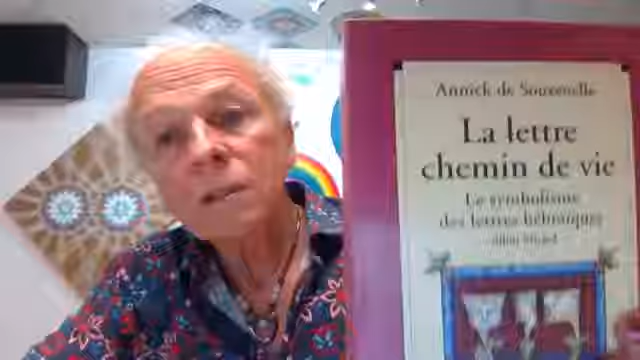 Annick de Souzenelle
La lettre
chemin de vie
Le symbolisme
des lettres hébraïques